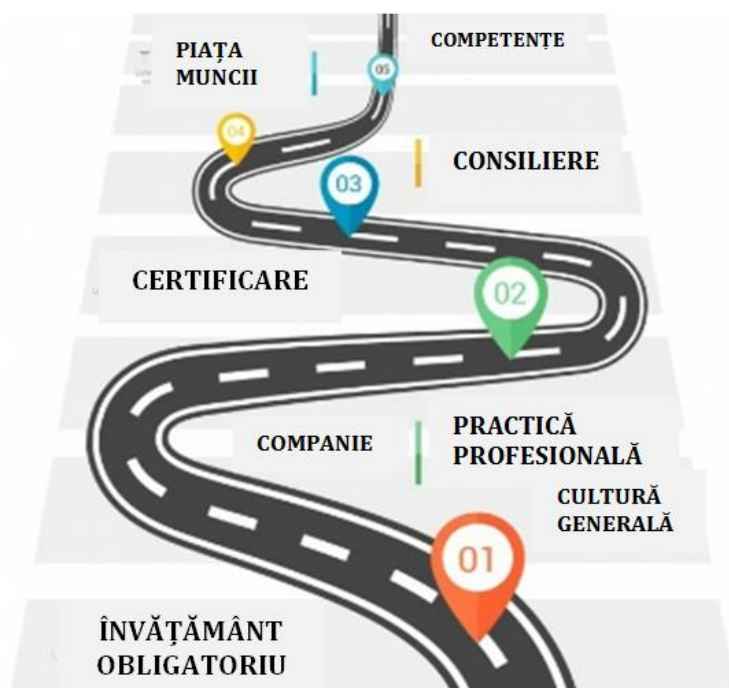 PIAȚA
MUNCII
COMPETENȚE
05
04
CONSILIERE
03
CERTIFICARE
02
COMPANIE
PRACTICĂ
PROFESIONALĂ
CULTURĂ
GENERALĂ
01
ÎNVĂȚĂMÂNT
OBLIGATORIU